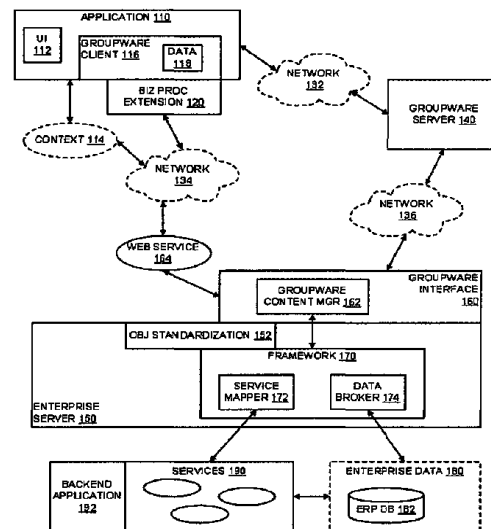 APPLICATION 110
UI
112
GROUPWARE
CLIENT 116
DATA
118
BIZ PROC
EXTENSION
120
NETWORK
132
GROUPWARE
SERVER 140
CONTEXT 114
NETWORK
134
NETWORK
136
WEB SERVICE
164
GROUPWARE
INTERFACE
160
GROUPWARE
CONTENT MGR 162
OBJ STANDARDIZATION 152
FRAMEWORK 170
SERVICE
MAPPER 172
DATA
BROKER 174
ENTERPRISE
SERVER 150
BACKEND
APPLICATION
192
SERVICES 190
ENTERPRISE DATA 180
ERP DB 182